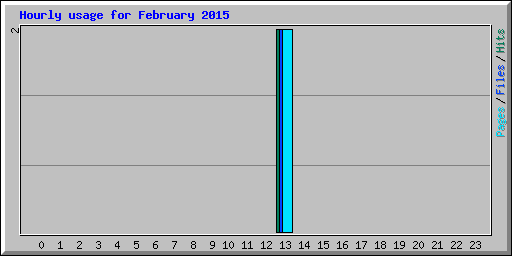 Hourly usage for February 2015
2
Pages/Files/Hits
0 1 2 3 4 5 6 7 8 9 10 11 12 13 14 15 16 17 18 19 20 21 22 23